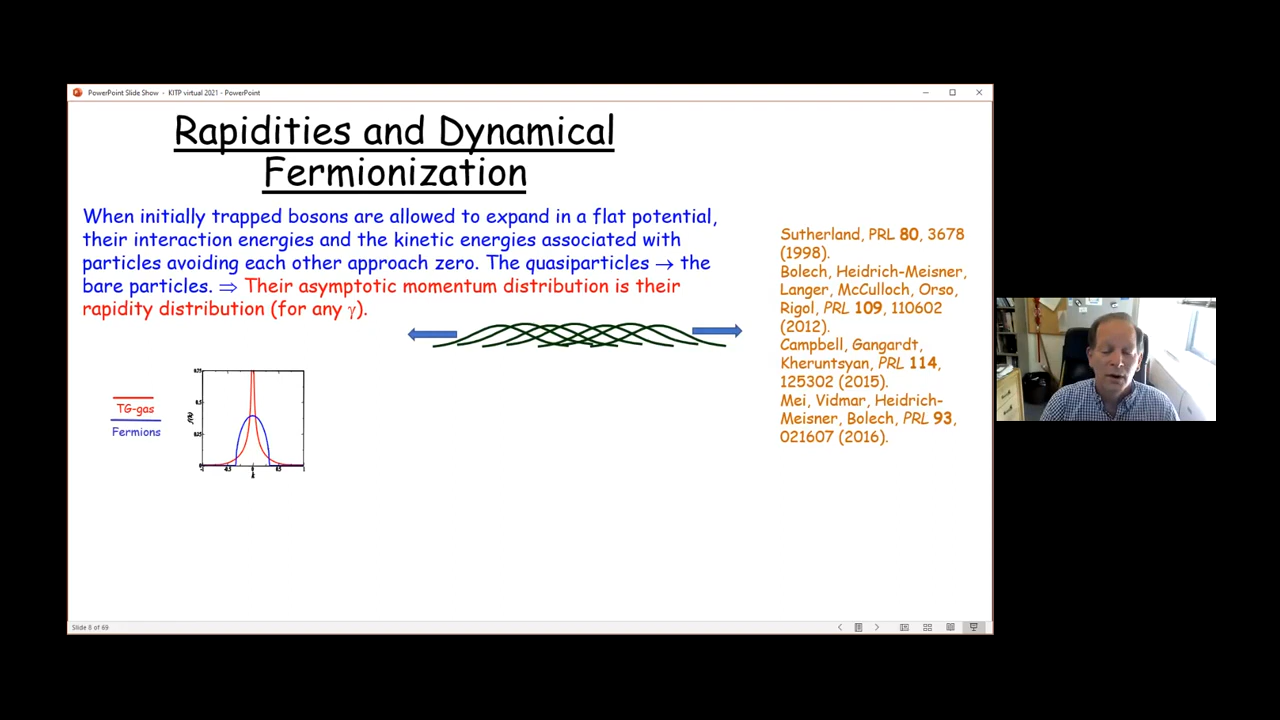 PowerPoint Slide Show - KITP virtual 2021 - PowerPoint
Rapidities and Dynamical
Fermionization
When initially trapped bosons are allowed to expand in a flat potential,
their interaction energies and the kinetic energies associated with
particles avoiding each other approach zero. The quasiparticles → the
bare particles. ⇒ Their asymptotic momentum distribution is their
rapidity distribution (for any γ).
Sutherland, PRL 80, 3678
(1998).
Bolech, Heidrich-Meisner,
Langer, McCulloch, Orso,
Rigol, PRL 109, 110602
(2012).
Campbell, Gangardt,
Kheruntsyan, PRL 114,
125302 (2015).
Mei, Vidmar, Heidrich-
Meisner, Bolech, PRL 93,
021607 (2016).
TG-gas
Fermions
Slide 8 of 69